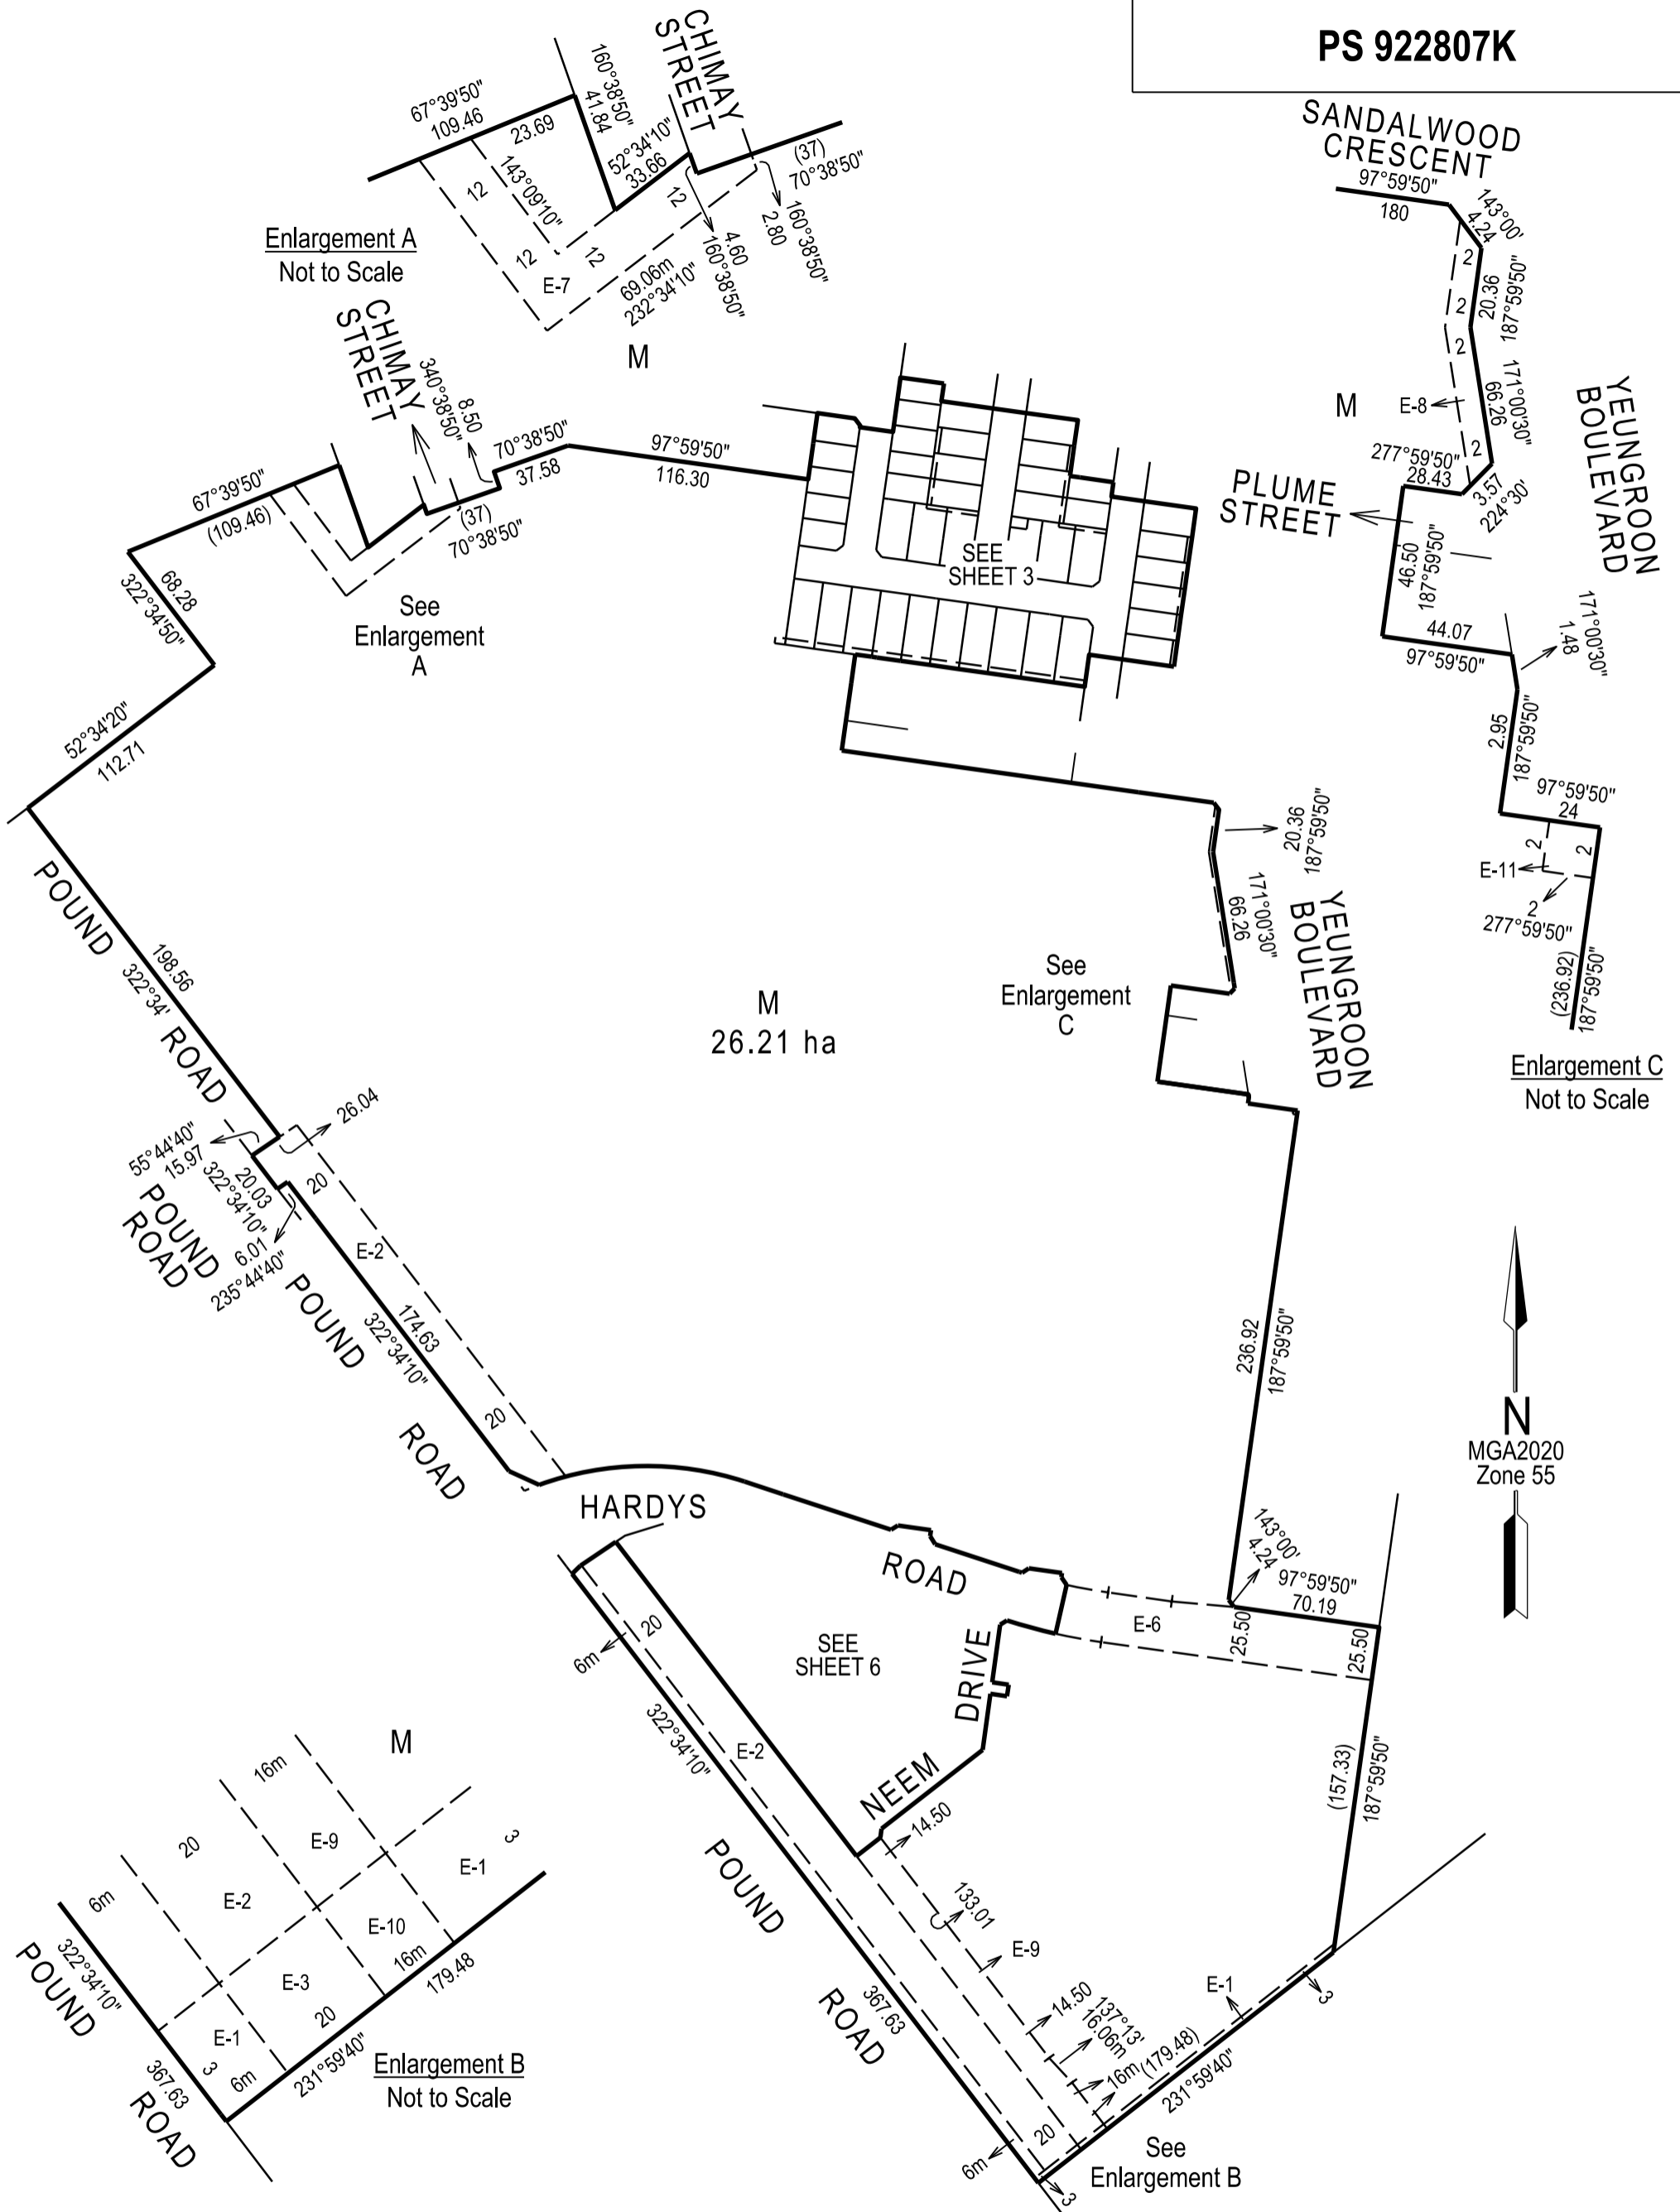 PS 922807K
CHIMAY
STREET
67°39'50"
109.46
23.69
160°38'50"
41.84
52°34'10"
33.66
143°09'10"
12
12
12
12
(37)
70°38'50"
160°38'50"
2.80
4.60
160°38'50"
E-7
69.06m
232°34'10"
Enlargement A
Not to Scale
M
SANDALWOOD
CRESCENT
97°59'50"
180
143°00'
4.24
2
20.36
187°59'50"
2
2
171°00'30"
66.26
M
E-8
2
277°59'50"
28.43
3.57
224°30'
YEUNGROON
BOULEVARD
PLUME
STREET
46.50
187°59'50"
44.07
97°59'50"
171°00'30"
1.48
2.95
187°59'50"
97°59'50"
24
2
2
E-11
2
277°59'50"
(236.92)
187°59'50"
Enlargement C
Not to Scale
CHIMAY
STREET
340°38'50"
8.50
70°38'50"
37.58
97°59'50"
116.30
67°39'50"
(109.46)
(37)
70°38'50"
68.28
322°34'50"
See
Enlargement
A
SEE
SHEET 3
52°34'20"
112.71
20.36
187°59'50"
171°00'30"
66.26
YEUNGROON
BOULEVARD
POUND
ROAD
198.56
322°34'
See
Enlargement
C
M
26.21 ha
26.04
55°44'40"
15.97
20.03
322°34'10"
6.01
235°44'40"
POUND
ROAD
20
E-2
POUND
ROAD
174.63
322°34'10"
20
236.92
187°59'50"
N
MGA2020
Zone 55
HARDYS
ROAD
143°00'
4.24
97°59'50"
70.19
E-6
25.50
25.50
20
6m
SEE
SHEET 6
DRIVE
NEEM
322°34'10"
E-2
(157.33)
187°59'50"
14.50
POUND
ROAD
133.01
E-9
367.63
14.50
137°13'
16.06m
16m
(179.48)
231°59'40"
E-1
3
20
6m
3
See
Enlargement B
M
16m
20
E-9
3
E-1
6m
E-2
E-10
16m
179.48
322°34'10"
POUND
ROAD
E-3
20
E-1
3
6m
231°59'40"
367.63
Enlargement B
Not to Scale